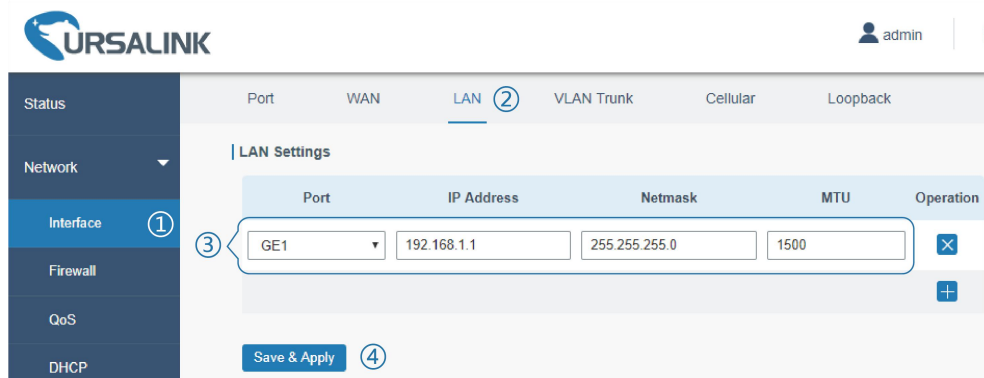 URSALINK
admin
Status
Port WAN LAN ② VLAN Trunk Cellular Loopback
LAN Settings
Network
Port IP Address Netmask MTU Operation
Interface ①
③ GE1 192.168.1.1 255.255.255.0 1500
Firewall
QoS
Save & Apply ④
DHCP